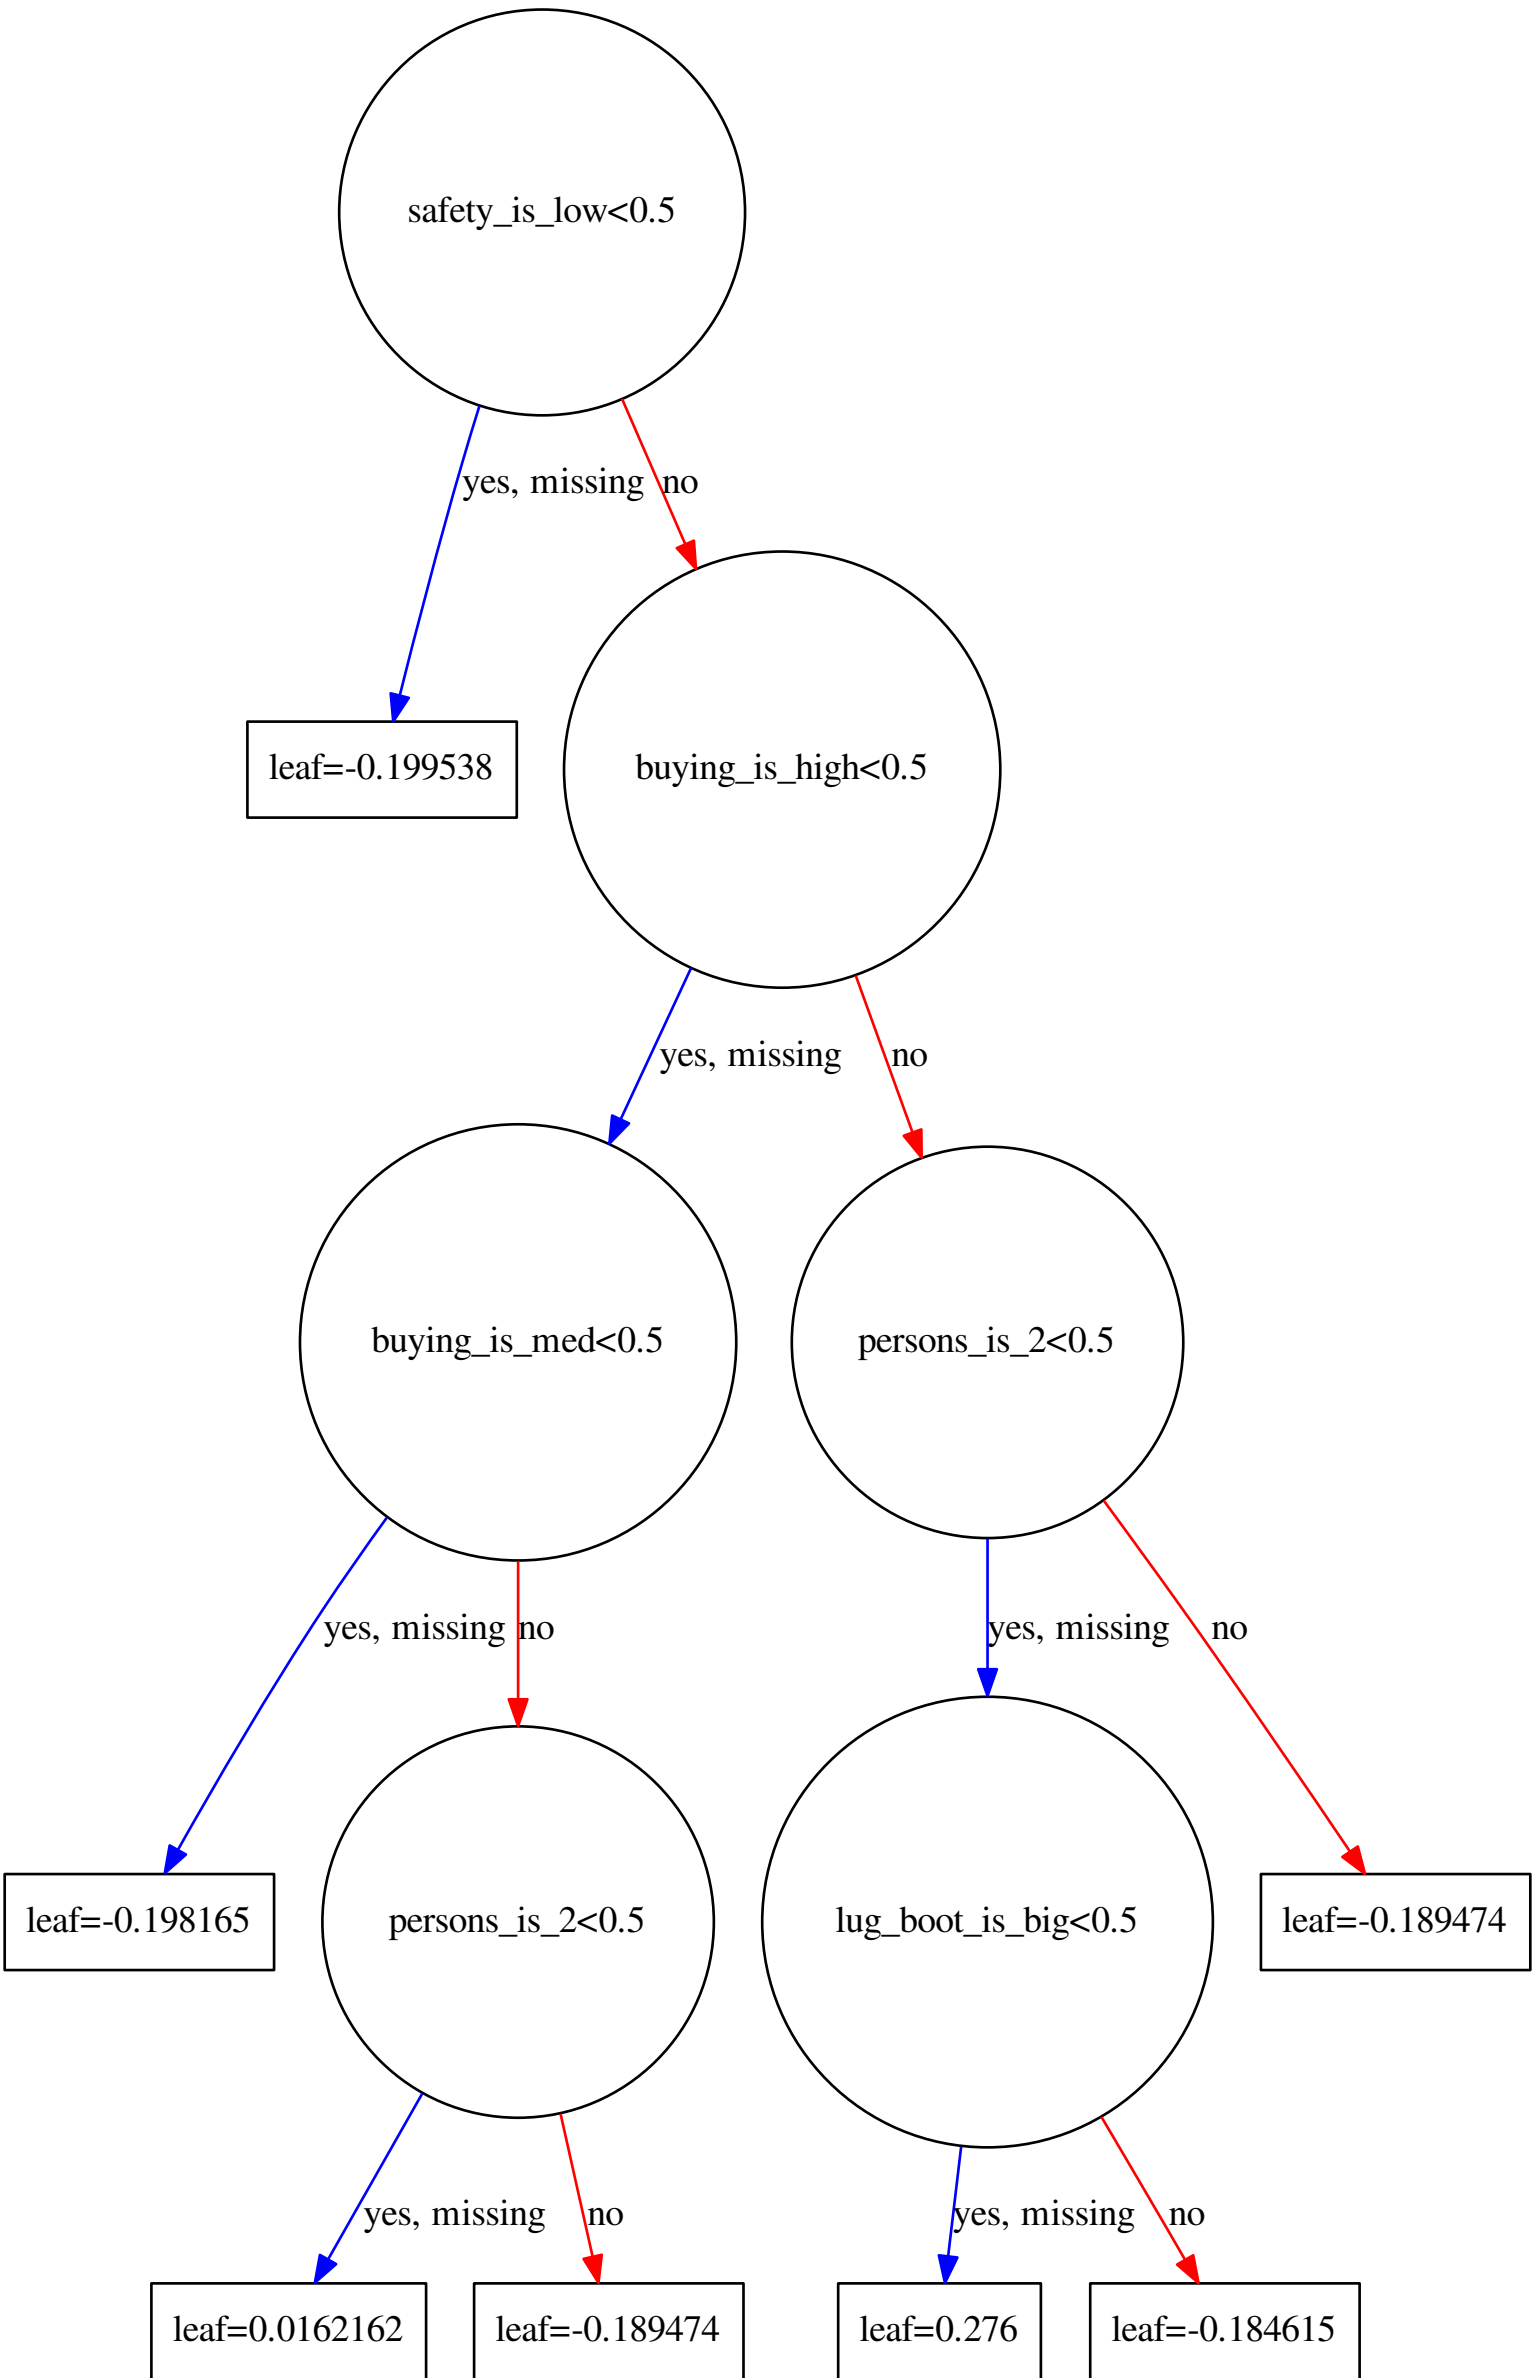 safety_is_low<0.5
yes, missing
no
leaf=-0.199538
buying_is_high<0.5
yes, missing
no
buying_is_med<0.5
persons_is_2<0.5
yes, missing
no
yes, missing
no
leaf=-0.198165
persons_is_2<0.5
lug_boot_is_big<0.5
leaf=-0.189474
yes, missing
no
yes, missing
no
leaf=0.0162162
leaf=-0.189474
leaf=0.276
leaf=-0.184615